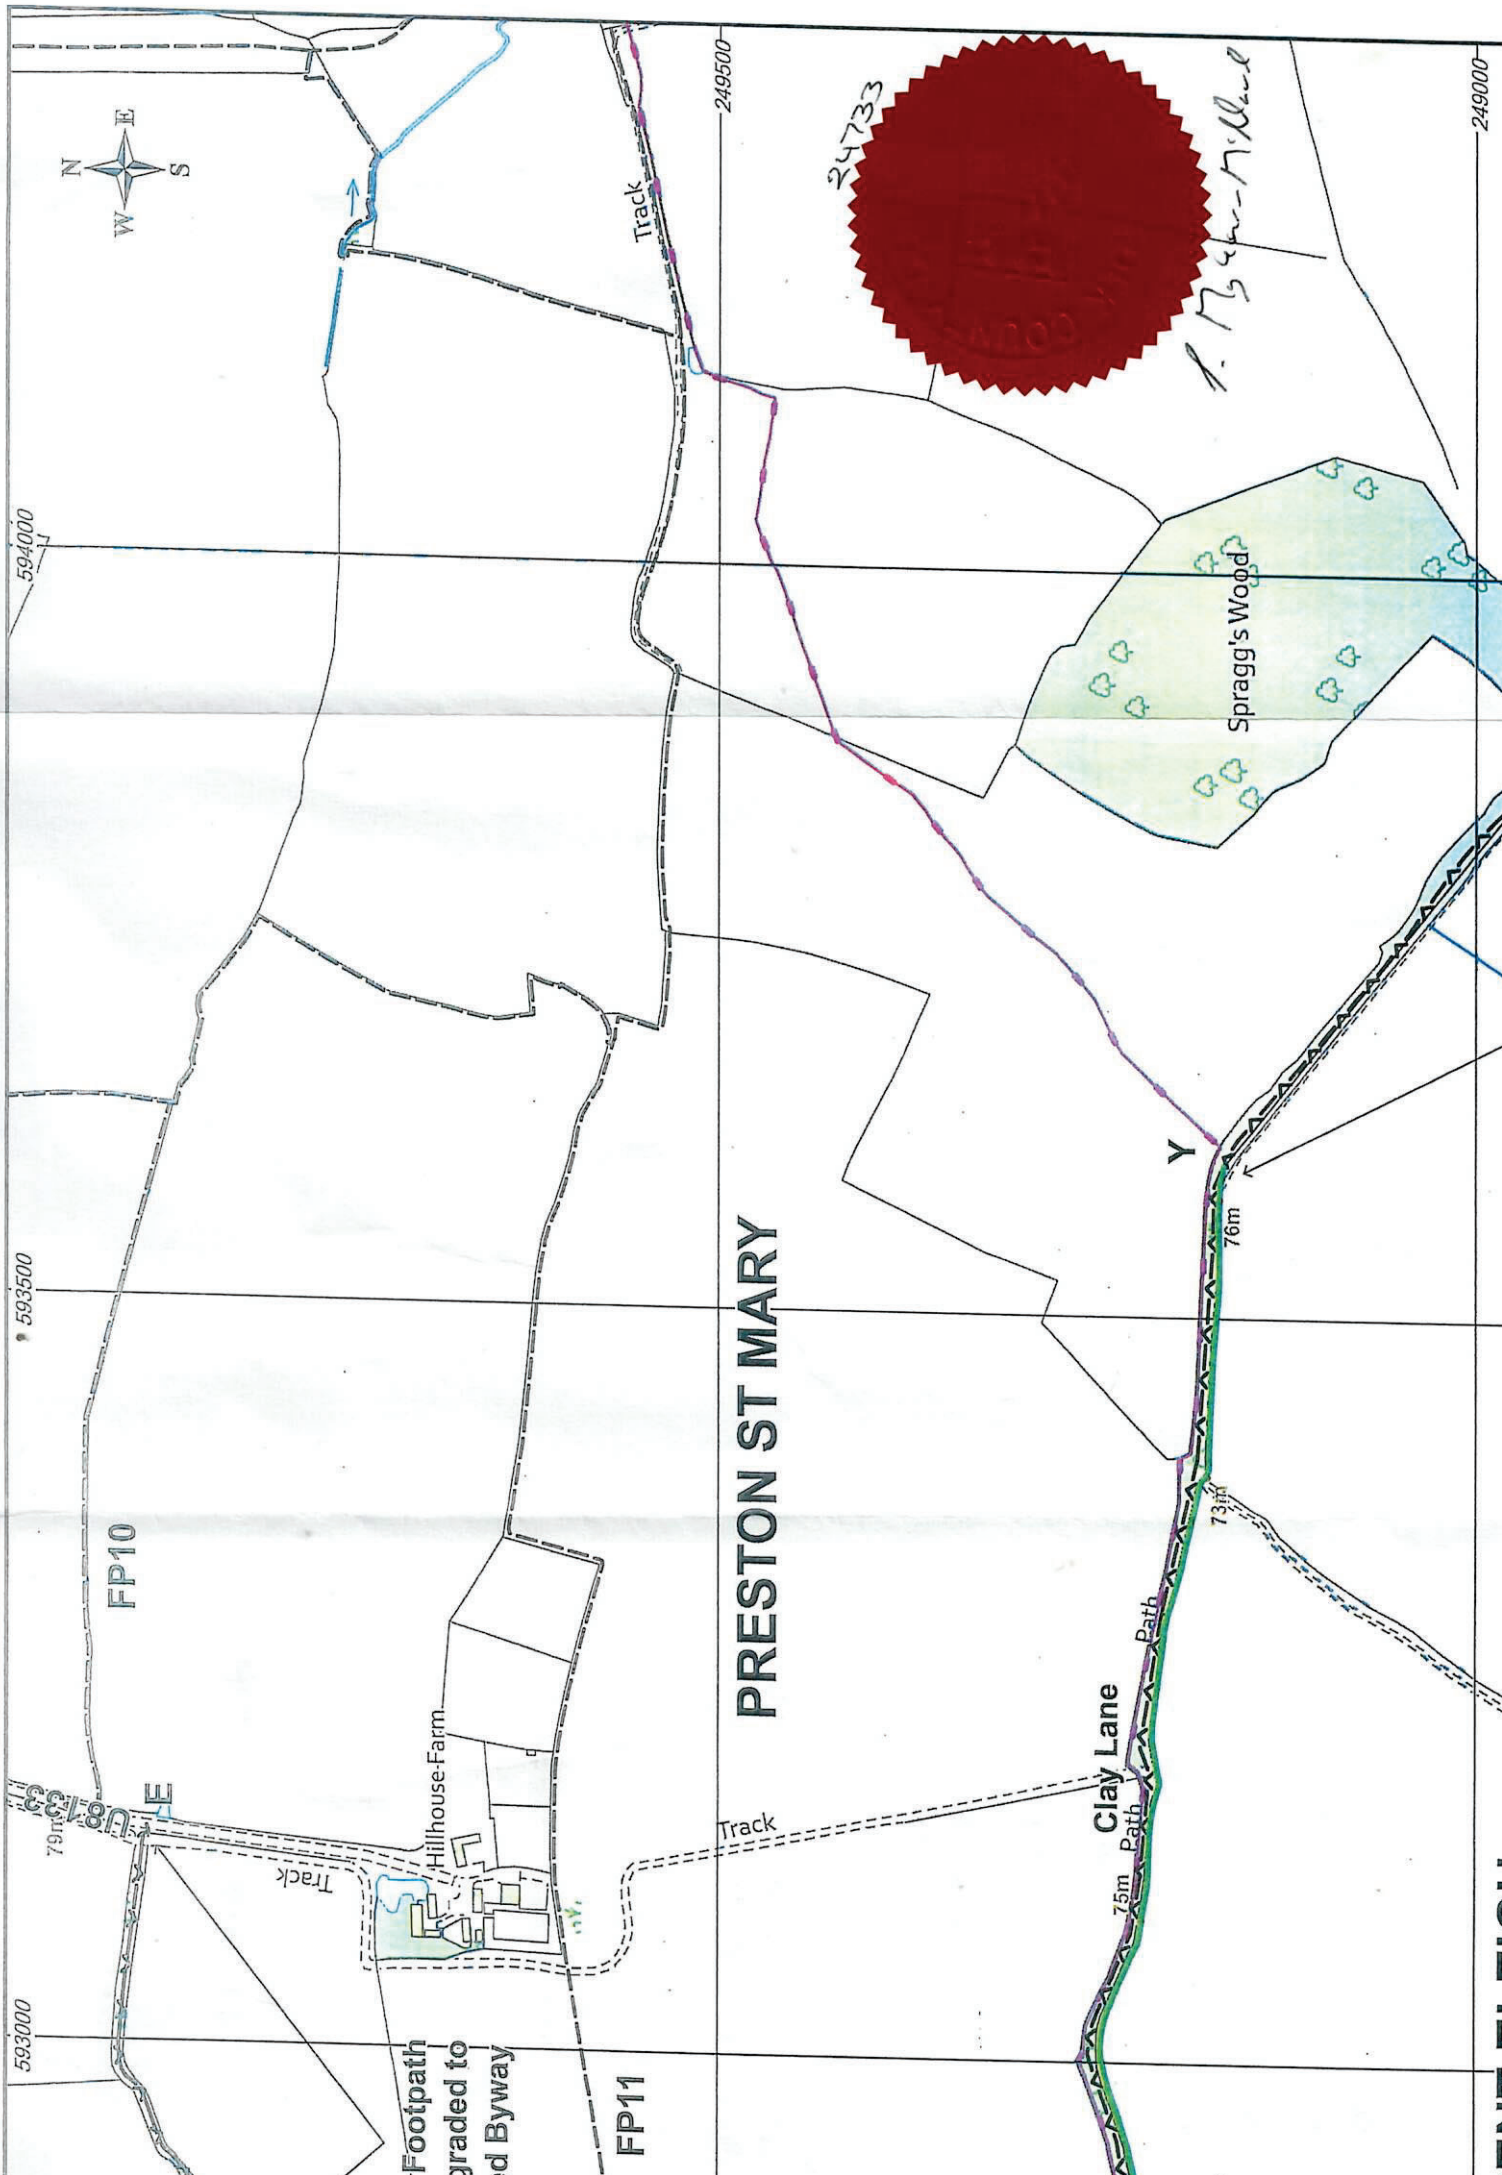 N
E
S
W
594000
593500
593000
249500
249000
24733
Track
Spragg's Wood
PRESTON ST MARY
Y
76m
73m
Path
Clay Lane
Path
75m
Track
FP10
U8133
79m
E
Track
Hillhouse Farm
Footpath
graded to
ed Byway
FP11
COUN